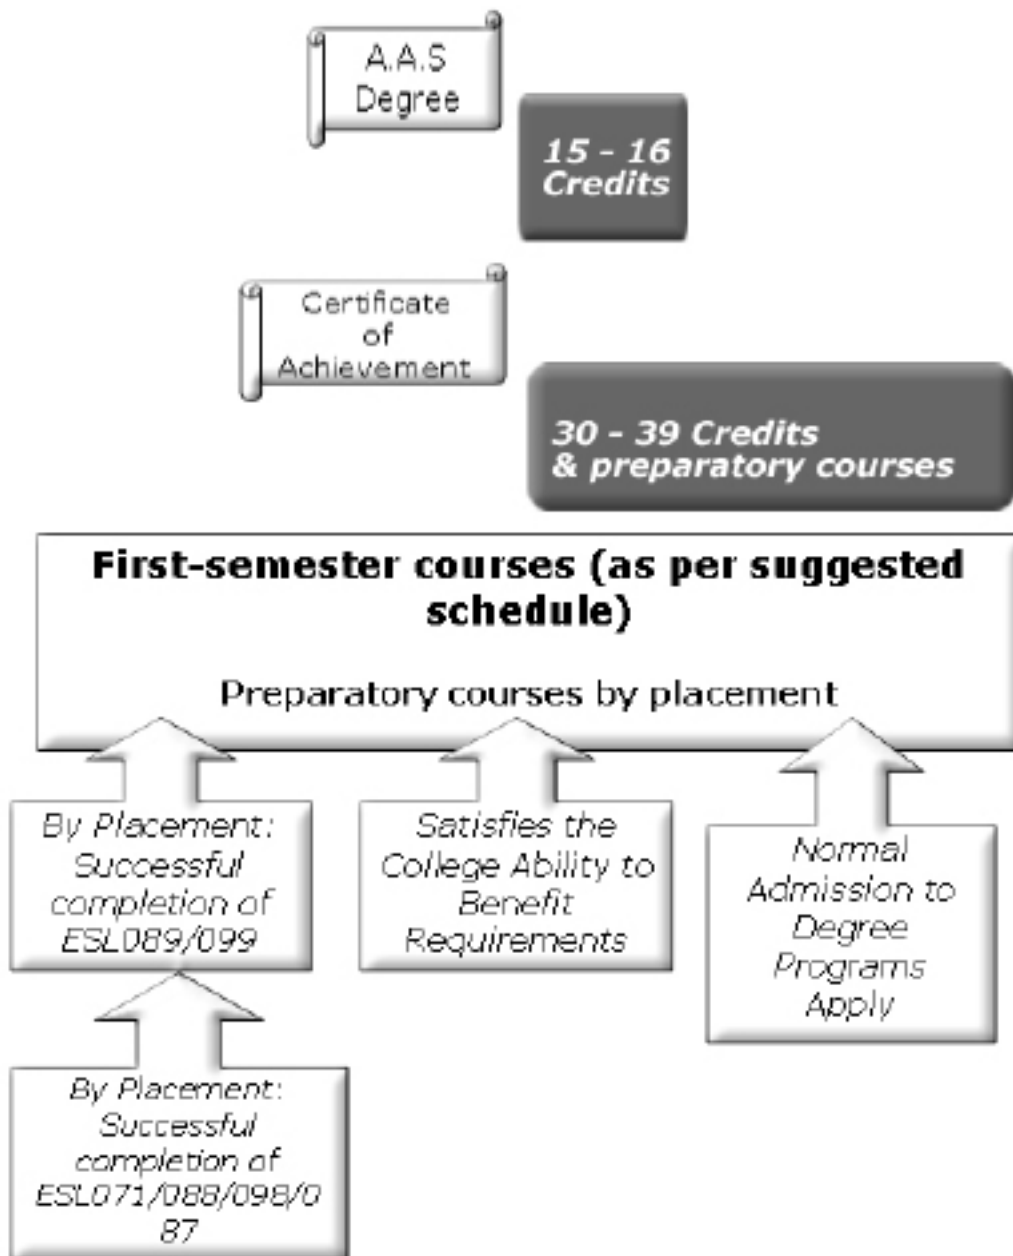 A.A.S
Degree
15 - 16
Credits
Certificate
of
Achievement
30 - 39 Credits
& preparatory courses
First-semester courses (as per suggested
schedule)
Preparatory courses by placement
By Placement:
Successful
completion of
ESL089/099
Satisfies the
College Ability to
Benefit
Requirements
Normal
Admission to
Degree
Programs
Apply
By Placement:
Successful
completion of
ESL071/088/098/0
87